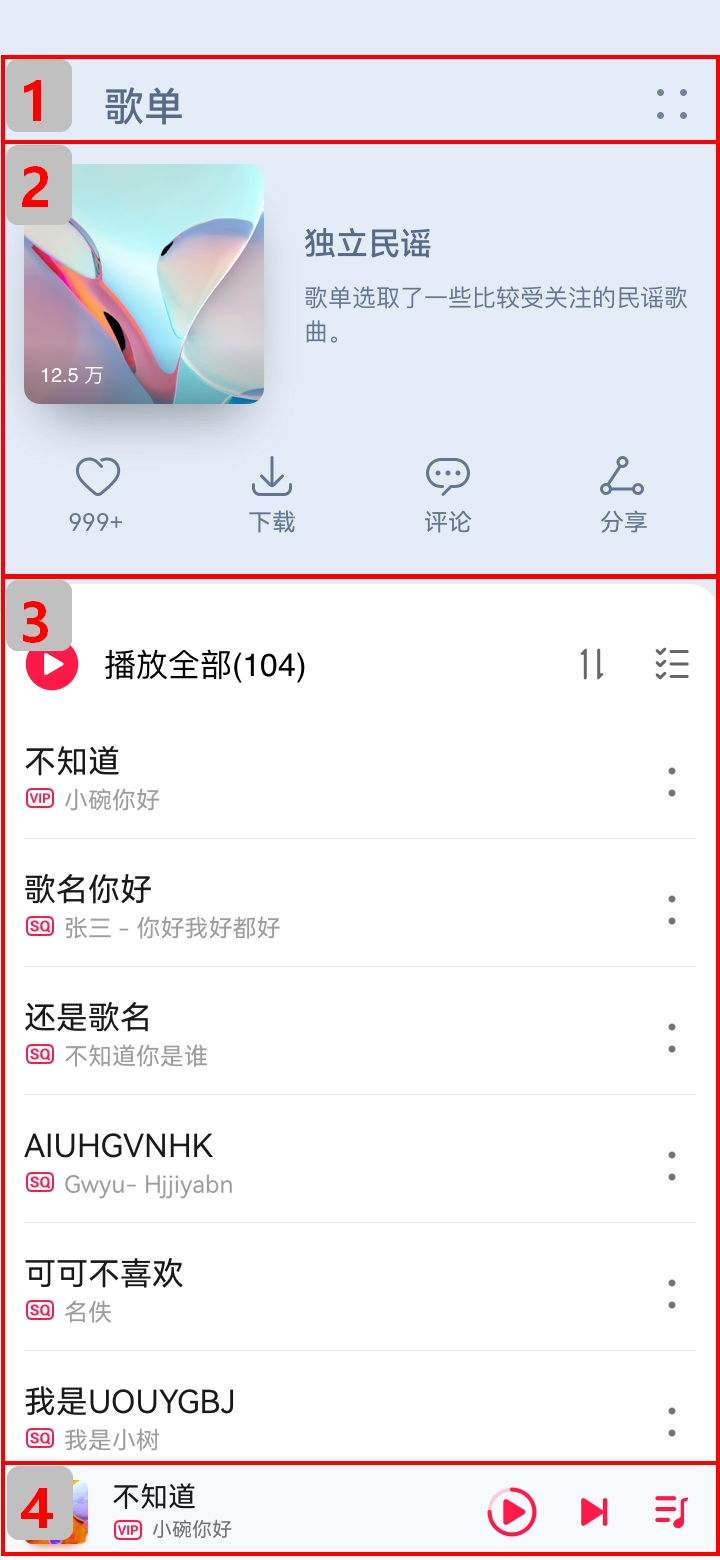 1
歌单
2
12.5 万
独立民谣
歌单选取了一些比较受关注的民谣歌
曲。
999+
下载
评论
分享
3
播放全部(104)
不知道
VIP 小碗你好
歌名你好
SQ 张三 - 你好我好都好
还是歌名
SQ 不知道你是谁
AIUHGVNHK
SQ Gwyu- Hjjiyabn
可可不喜欢
SQ 名佚
我是UOUYGBJ
SQ 我是小树
4
不知道
VIP 小碗你好